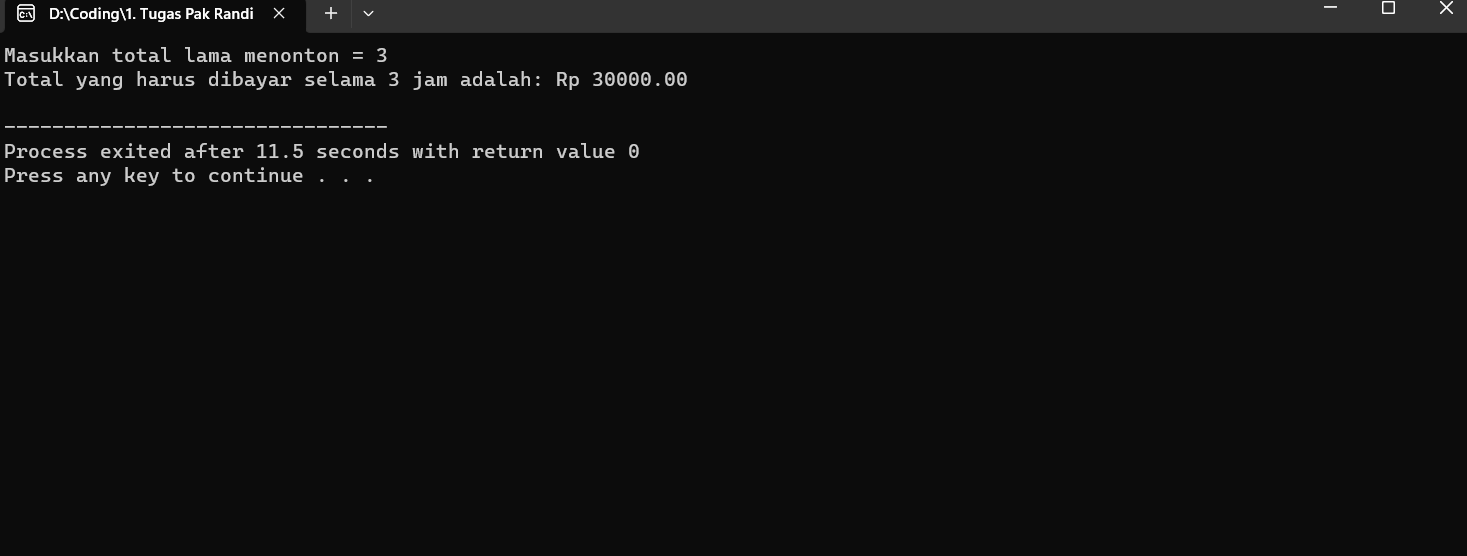 D:\Coding\1. Tugas Pak Randi
Masukkan total lama menonton = 3
Total yang harus dibayar selama 3 jam adalah: Rp 30000.00
--------------------------------
Process exited after 11.5 seconds with return value 0
Press any key to continue . . .